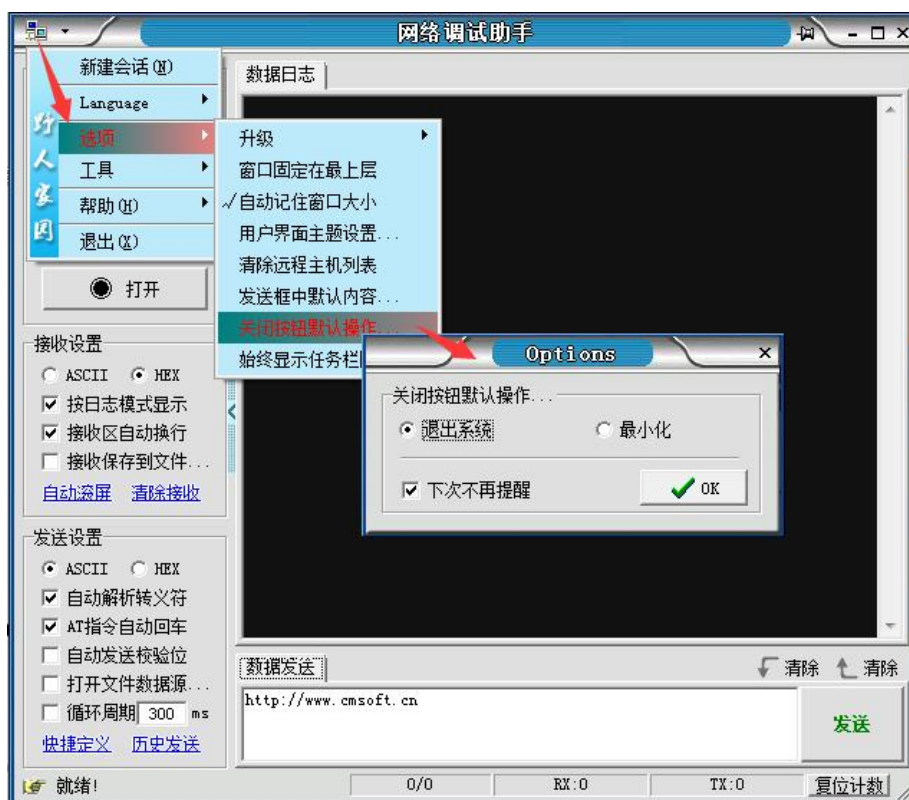 网络调试助手
新建会话(N)
Language
选项
工具
帮助(H)
退出(X)
野人家园
升级
窗口固定在最上层
自动记住窗口大小
用户界面主题设置...
清除远程主机列表
发送框中默认内容...
关闭按钮默认操作...
始终显示任务栏
Options
关闭按钮默认操作...
退出系统
最小化
下次不再提醒
OK
数据日志
打开
接收设置
ASCII HEX
按日志模式显示
接收区自动换行
接收保存到文件...
自动滚屏 清除接收
发送设置
ASCII HEX
自动解析转义符
AT指令自动回车
自动发送校验位
打开文件数据源...
循环周期 300 ms
快捷定义 历史发送
数据发送
清除 清除
http://www.cmsoft.cn
发送
就绪!
0/0
RX:0
TX:0
复位计数